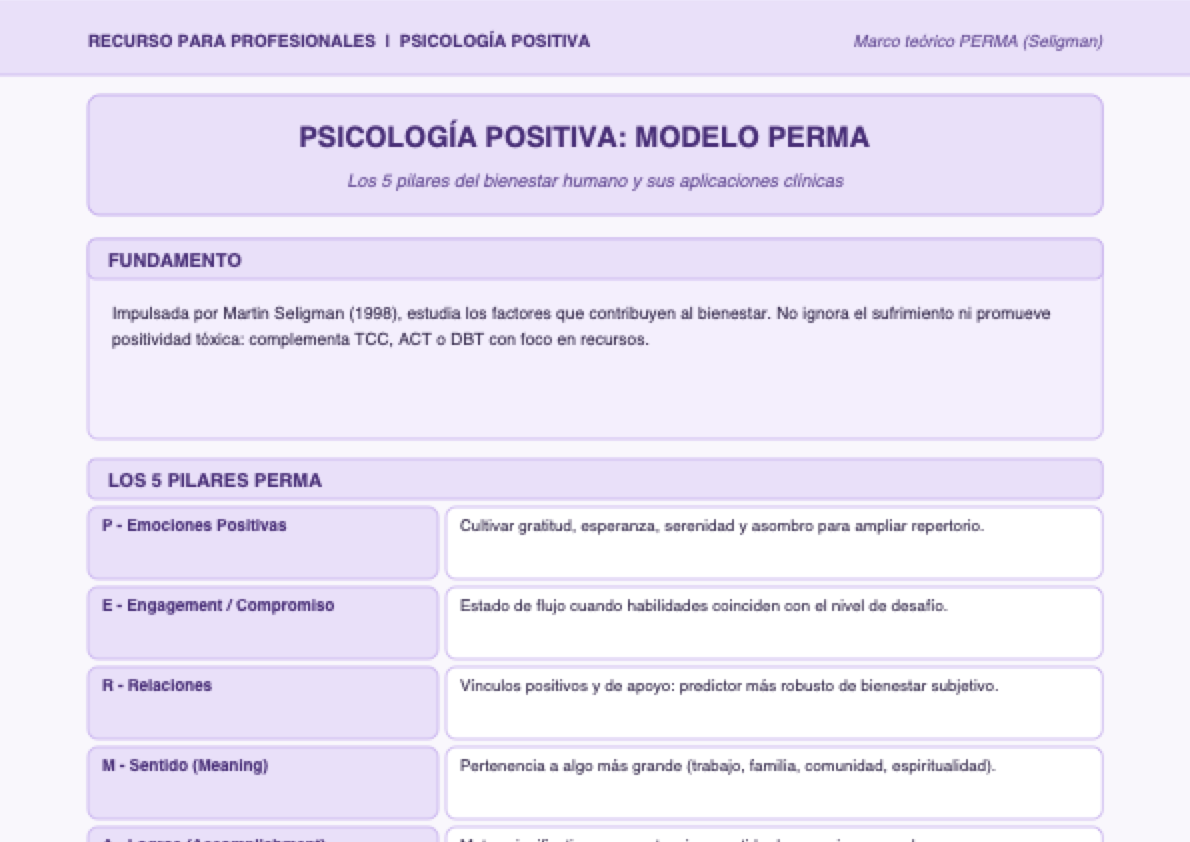 RECURSO PARA PROFESIONALES | PSICOLOGÍA POSITIVA
Marco teórico PERMA (Seligman)
PSICOLOGÍA POSITIVA: MODELO PERMA
Los 5 pilares del bienestar humano y sus aplicaciones clínicas
FUNDAMENTO
Impulsada por Martin Seligman (1998), estudia los factores que contribuyen al bienestar. No ignora el sufrimiento ni promueve
positividad tóxica: complementa TCC, ACT o DBT con foco en recursos.
LOS 5 PILARES PERMA
P - Emociones Positivas
Cultivar gratitud, esperanza, serenidad y asombro para ampliar repertorio.
E - Engagement / Compromiso
Estado de flujo cuando habilidades coinciden con el nivel de desafío.
R - Relaciones
Vínculos positivos y de apoyo: predictor más robusto de bienestar subjetivo.
M - Sentido (Meaning)
Pertenencia a algo más grande (trabajo, familia, comunidad, espiritualidad).
A - Logros (Accomplishment)